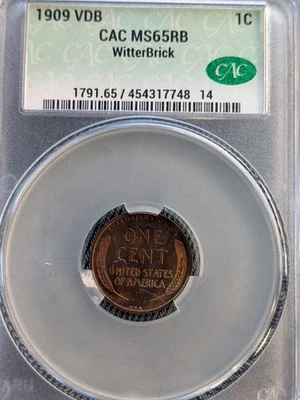 1909 VDB 1C
CAC MS65RB
WitterBrick
CAC
1791.65 / 454317748 14
ONE
CENT
UNITED STATES
OF AMERICA